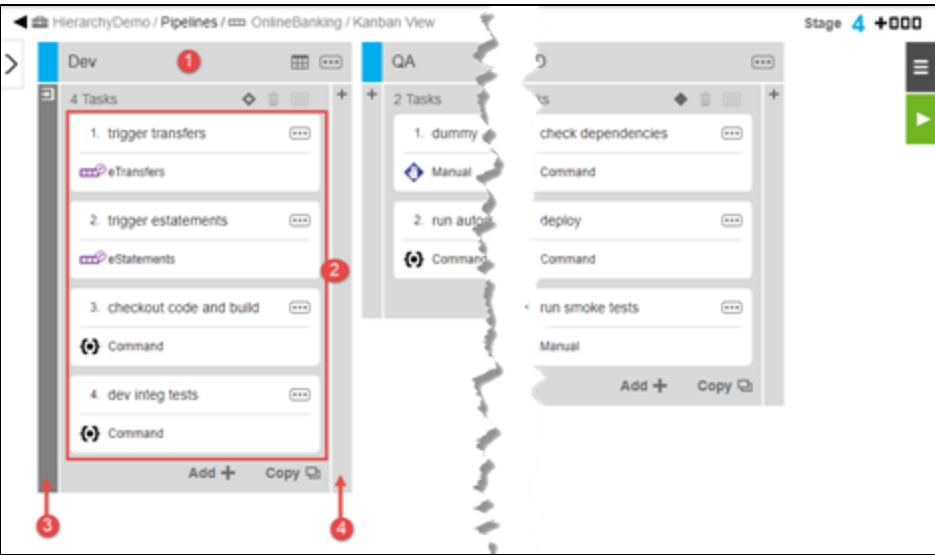 HierarchyDemo / Pipelines / OnlineBanking / Kanban View
Stage 4 +000
Dev 1
QA
4 Tasks
2 Tasks
1. trigger transfers
eTransfers
2. trigger estatements
eStatements
2
3. checkout code and build
Command
4. dev integ tests
Command
Add + Copy
3
4
1. dummy
Manual
2. run
Command
check dependencies
Command
deploy
Command
run smoke tests
Manual
Add + Copy